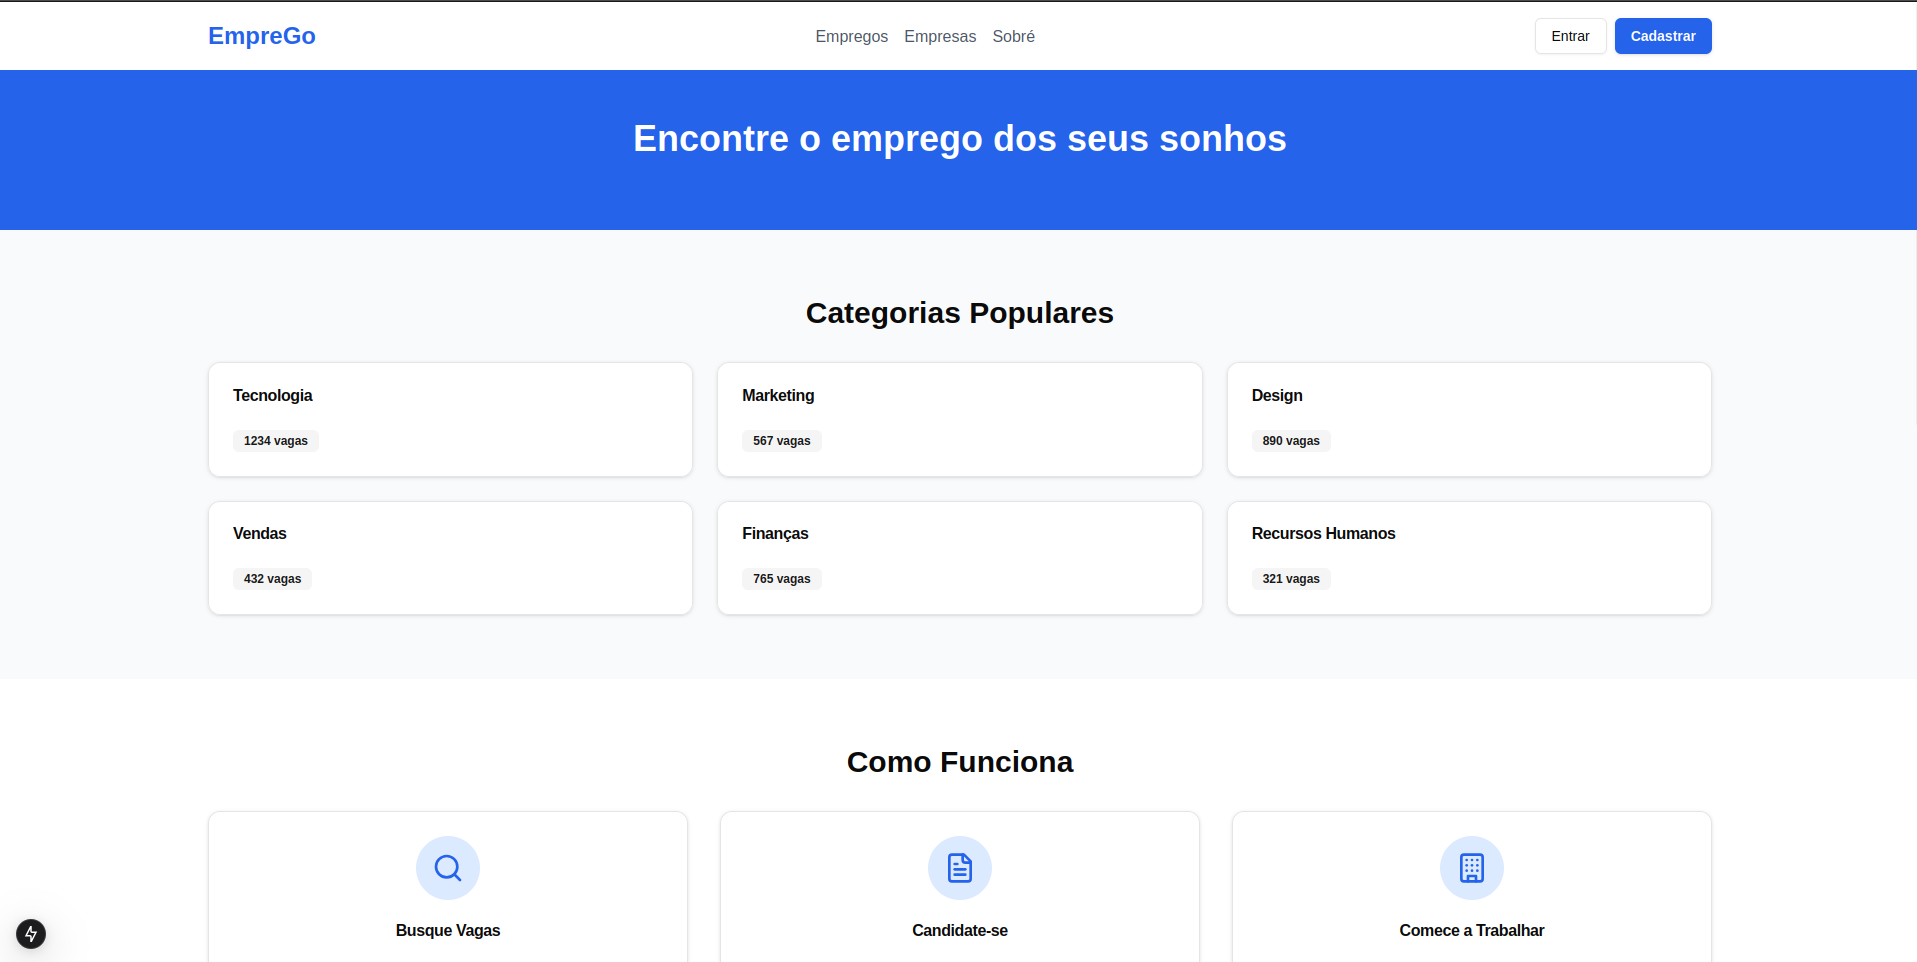 EmpreGo
Empregos Empresas Sobré
Entrar Cadastrar
Encontre o emprego dos seus sonhos
Categorias Populares
Tecnologia
1234 vagas
Marketing
567 vagas
Design
890 vagas
Vendas
432 vagas
Finanças
765 vagas
Recursos Humanos
321 vagas
Como Funciona
Busque Vagas
Candidate-se
Comece a Trabalhar